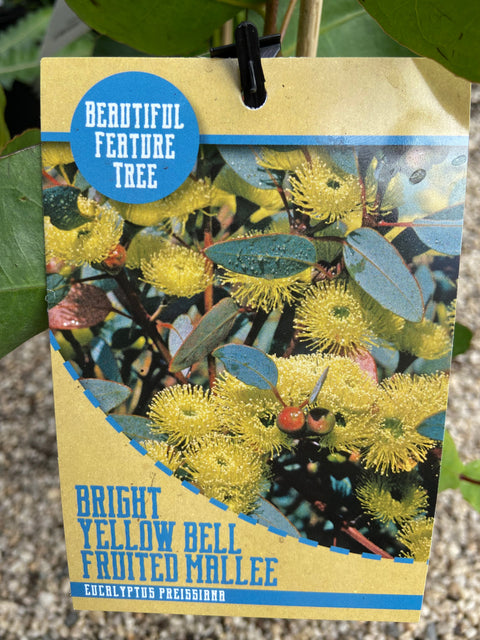 BEAUTIFUL
FEATURE
TREE
BRIGHT
YELLOW BELL
FRUITED MALLEE
EUCALYPTUS PREISSIANA